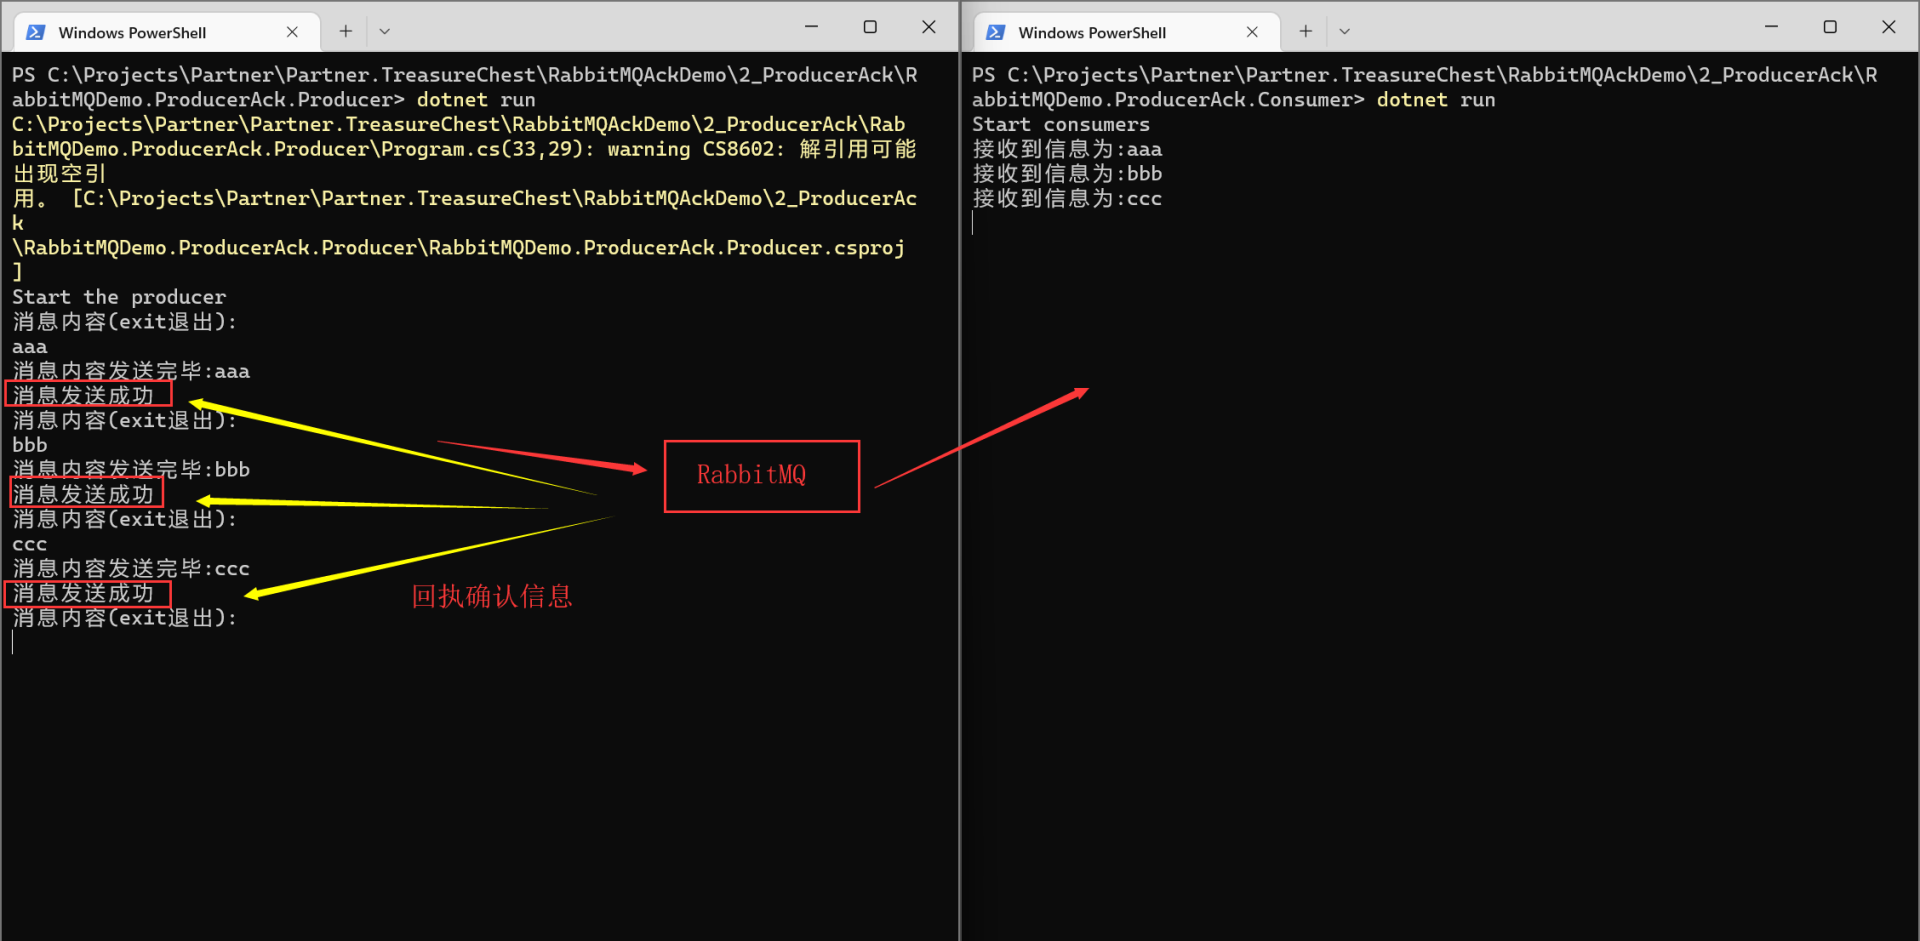 Windows PowerShell
PS C:\Projects\Partner\Partner.TreasureChest\RabbitMQAckDemo\2_ProducerAck\R
abbitMQDemo.ProducerAck.Producer> dotnet run
C:\Projects\Partner\Partner.TreasureChest\RabbitMQAckDemo\2_ProducerAck\Rab
bitMQDemo.ProducerAck.Producer\Program.cs(33,29): warning CS8602: 解引用可能
出现空引
用。 [C:\Projects\Partner\Partner.TreasureChest\RabbitMQAckDemo\2_ProducerAc
k
\RabbitMQDemo.ProducerAck.Producer\RabbitMQDemo.ProducerAck.Producer.csproj
]
Start the producer
消息内容(exit退出):
aaa
消息内容发送完毕:aaa
消息发送成功
消息内容(exit退出):
bbb
消息内容发送完毕:bbb
消息发送成功
消息内容(exit退出):
ccc
消息内容发送完毕:ccc
消息发送成功
消息内容(exit退出):
RabbitMQ
回执确认信息
Windows PowerShell
PS C:\Projects\Partner\Partner.TreasureChest\RabbitMQAckDemo\2_ProducerAck\R
abbitMQDemo.ProducerAck.Consumer> dotnet run
Start consumers
接收到信息为:aaa
接收到信息为:bbb
接收到信息为:ccc